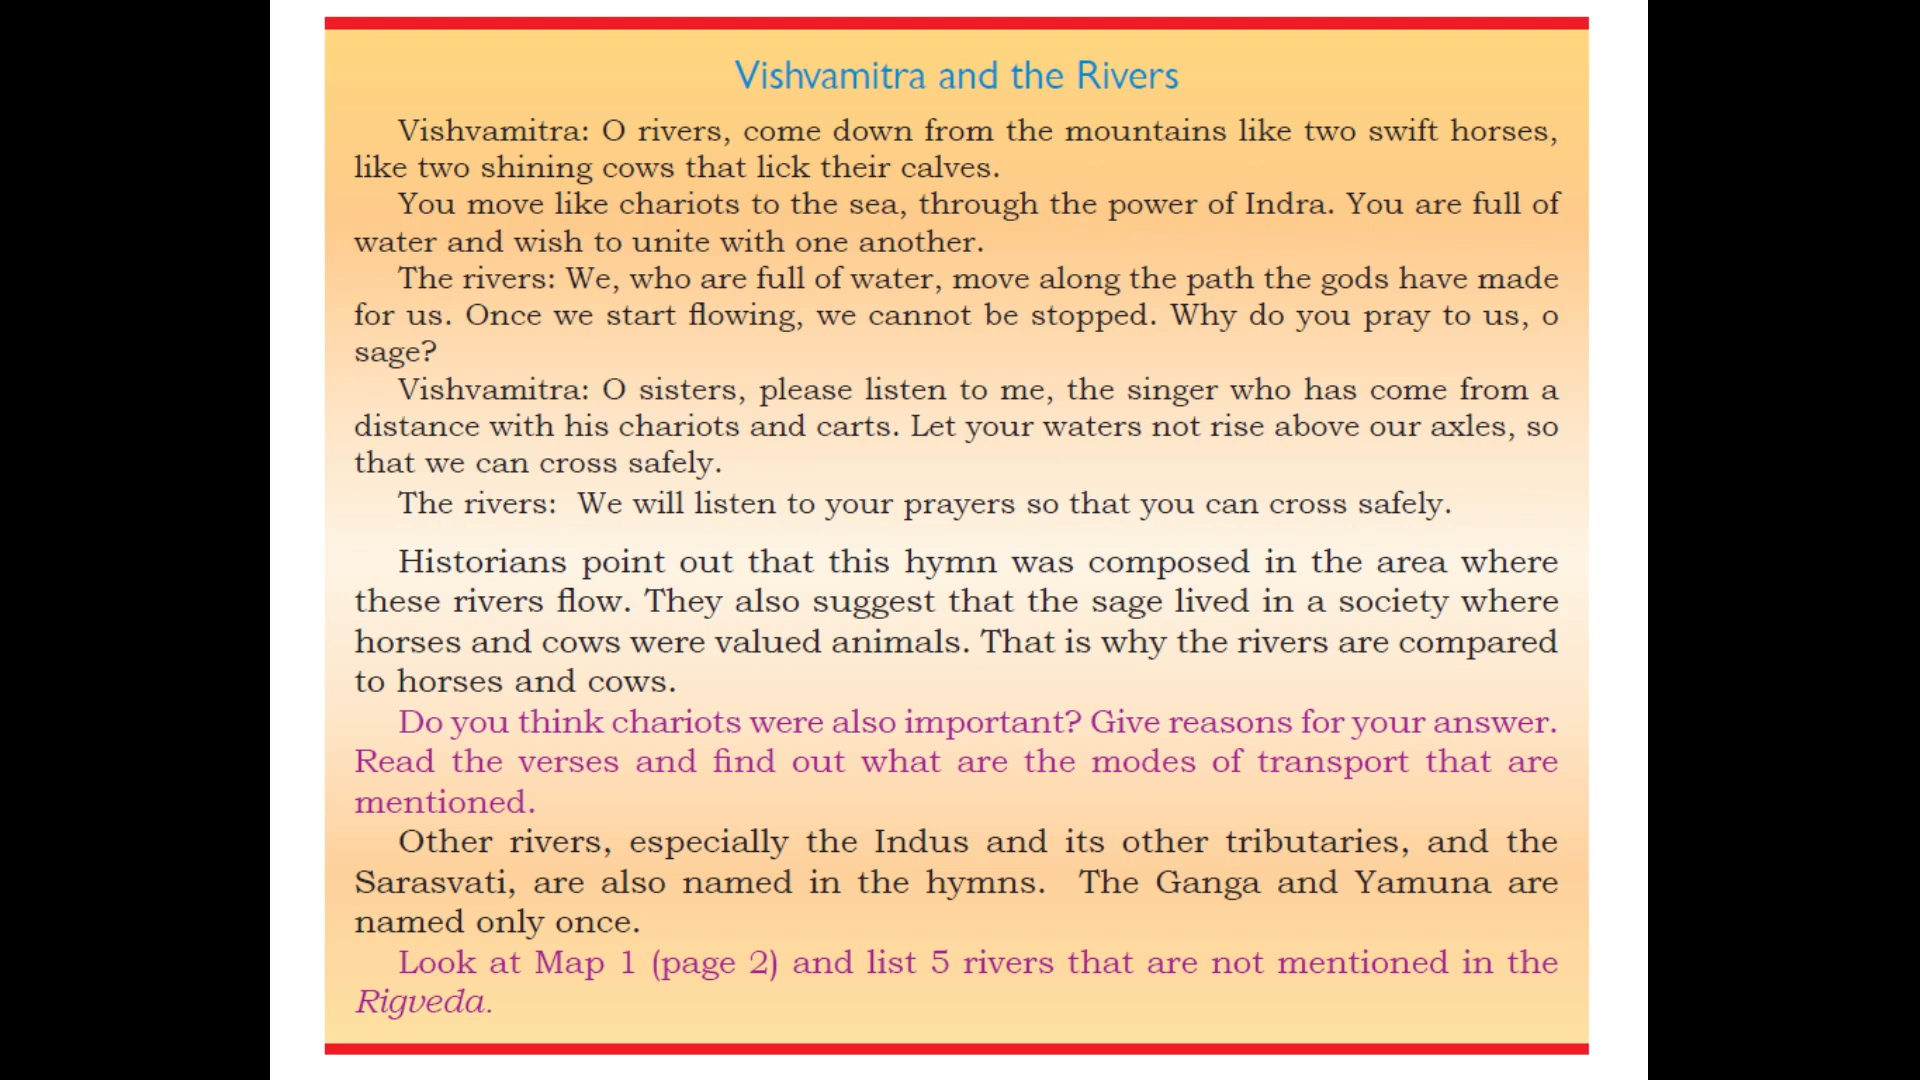 Vishvamitra and the Rivers
Vishvamitra: O rivers, come down from the mountains like two swift horses,
like two shining cows that lick their calves.
You move like chariots to the sea, through the power of Indra. You are full of
water and wish to unite with one another.
The rivers: We, who are full of water, move along the path the gods have made
for us. Once we start flowing, we cannot be stopped. Why do you pray to us, o
sage?
Vishvamitra: O sisters, please listen to me, the singer who has come from a
distance with his chariots and carts. Let your waters not rise above our axles, so
that we can cross safely.
The rivers: We will listen to your prayers so that you can cross safely.
Historians point out that this hymn was composed in the area where
these rivers flow. They also suggest that the sage lived in a society where
horses and cows were valued animals. That is why the rivers are compared
to horses and cows.
Do you think chariots were also important? Give reasons for your answer.
Read the verses and find out what are the modes of transport that are
mentioned.
Other rivers, especially the Indus and its other tributaries, and the
Sarasvati, are also named in the hymns. The Ganga and Yamuna are
named only once.
Look at Map 1 (page 2) and list 5 rivers that are not mentioned in the
Rigveda.